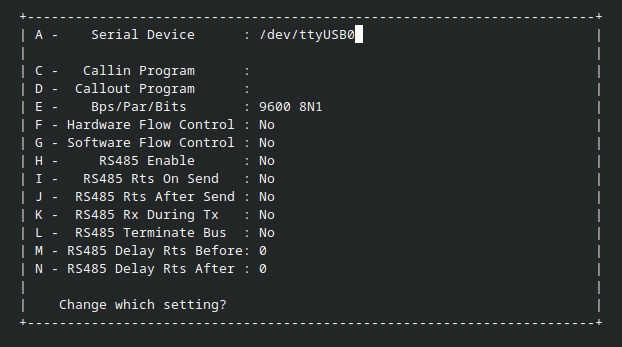 A -    Serial Device      : /dev/ttyUSB0
C -   Callin Program      :
D -  Callout Program      :
E -    Bps/Par/Bits       : 9600 8N1
F - Hardware Flow Control : No
G - Software Flow Control : No
H -     RS485 Enable      : No
I -   RS485 Rts On Send   : No
J -  RS485 Rts After Send : No
K -  RS485 Rx During Tx   : No
L -  RS485 Terminate Bus  : No
M - RS485 Delay Rts Before: 0
N - RS485 Delay Rts After : 0
Change which setting?